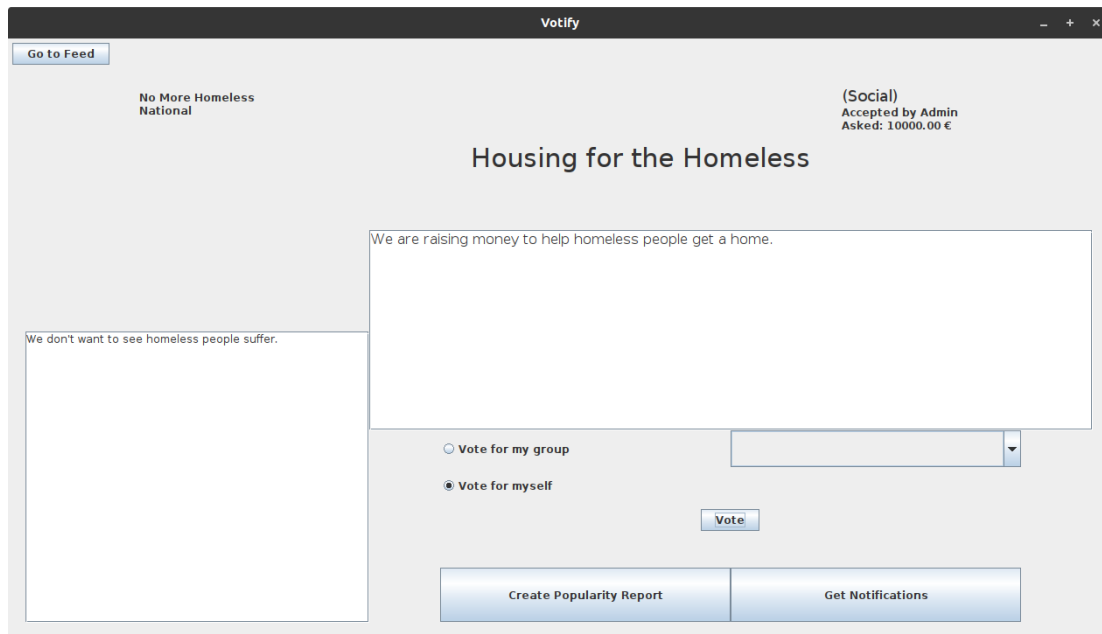 Votify
Go to Feed
No More Homeless
National
(Social)
Accepted by Admin
Asked: 10000.00 €
Housing for the Homeless
We are raising money to help homeless people get a home.
We don't want to see homeless people suffer.
Vote for my group
Vote for myself
Vote
Create Popularity Report
Get Notifications